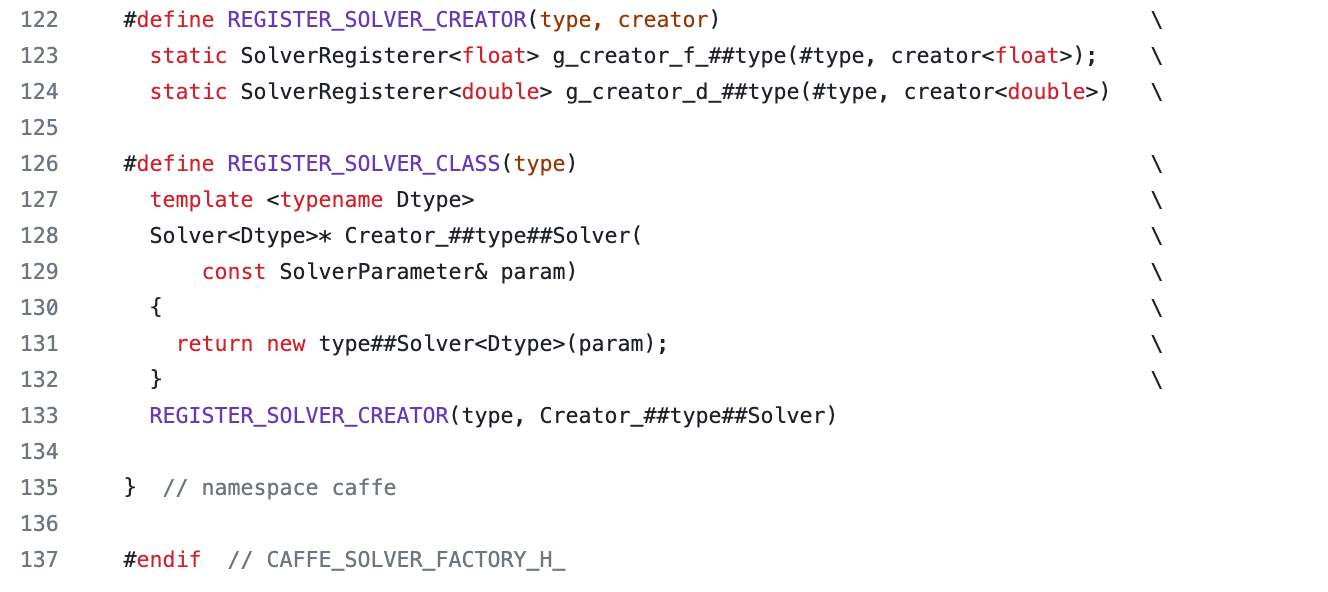 122 #define REGISTER_SOLVER_CREATOR(type, creator) \
123 static SolverRegisterer<float> g_creator_f_##type(#type, creator<float>); \
124 static SolverRegisterer<double> g_creator_d_##type(#type, creator<double>) \
125
126 #define REGISTER_SOLVER_CLASS(type) \
127 template <typename Dtype> \
128 Solver<Dtype>* Creator_##type##Solver( \
129 const SolverParameter& param) \
130 { \
131 return new type##Solver<Dtype>(param); \
132 } \
133 REGISTER_SOLVER_CREATOR(type, Creator_##type##Solver)
134
135 } // namespace caffe
136
137 #endif // CAFFE_SOLVER_FACTORY_H_